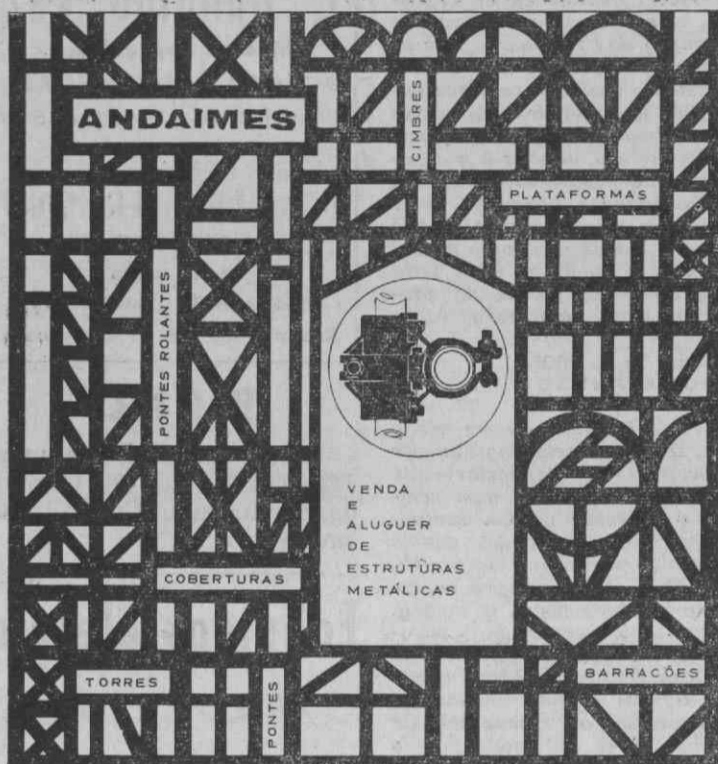 ANDAIMES
CIMBRES
PLATAFORMAS
PONTES ROLANTES
VENDA
E
ALUGUER
DE
ESTRUTURAS
METÁLICAS
COBERTURAS
TORRES
PONTES
BARRACÕES